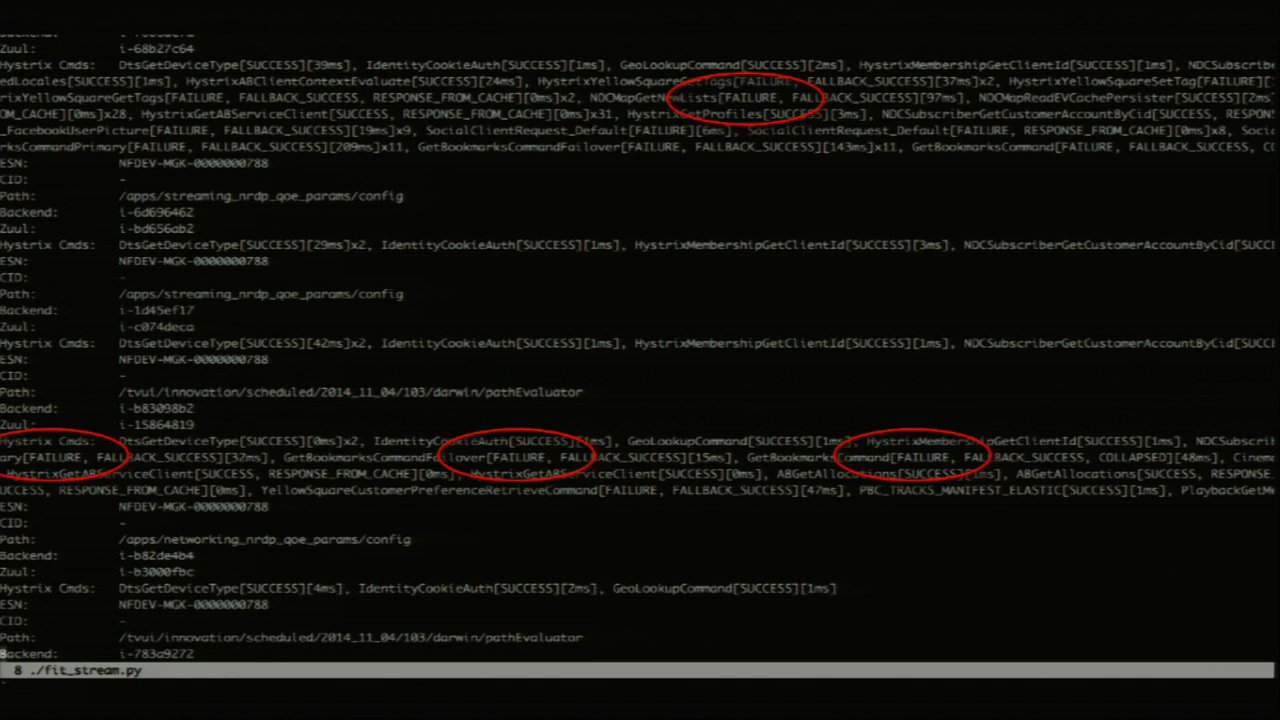 Zuul: i-68b27c64
Hystrix Cmds: DtsGetDeviceType[SUCCESS][39ms], IdentityCookieAuth[SUCCESS][1ms], GeoLookupCommand[SUCCESS][2ms], HystrixMembershipGetClientId[SUCCESS][1ms], NDCSubscribe
edLocales[SUCCESS][1ms], HystrixABClientContextEvaluate[SUCCESS][24ms], HystrixYellowSquareGetTags[FAILURE, FALLBACK_SUCCESS][37ms]x2, HystrixYellowSquareSetTag[FAILURE][
rixYellowSquareGetTags[FAILURE, FALLBACK_SUCCESS, RESPONSE_FROM_CACHE][0ms]x2, NDCMapGetNewLists[FAILURE, FALLBACK_SUCCESS][97ms], NDCMapReadEVCachePersister[SUCCESS][2ms
OM_CACHE][0ms]x28, HystrixGetABServiceClient[SUCCESS, RESPONSE_FROM_CACHE][0ms]x31, HystrixGetProfiles[SUCCESS][3ms], NDCSubscriberGetCustomerAccountByCid[SUCCESS, RESPON
_FacebookUserPicture[FAILURE, FALLBACK_SUCCESS][19ms]x9, SocialClientRequest_Default[FAILURE][6ms], SocialClientRequest_Default[FAILURE, RESPONSE_FROM_CACHE][0ms]x8, Sour
rksCommandPrimary[FAILURE, FALLBACK_SUCCESS][209ms]x11, GetBookmarksCommandFailover[FAILURE, FALLBACK_SUCCESS][143ms]x11, GetBookmarksCommand[FAILURE, FALLBACK_SUCCESS, CO
ESN: NFDEV-MGK-0000000788
CID: -
Path: /apps/streaming_nrdp_qoe_params/config
Backend: i-6d696462
Zuul: i-bd656ab2
Hystrix Cmds: DtsGetDeviceType[SUCCESS][29ms]x2, IdentityCookieAuth[SUCCESS][1ms], HystrixMembershipGetClientId[SUCCESS][3ms], NDCSubscriberGetCustomerAccountByCid[SUCC
ESN: NFDEV-MGK-0000000788
CID: -
Path: /apps/streaming_nrdp_qoe_params/config
Backend: i-1d45ef17
Zuul: i-c074deca
Hystrix Cmds: DtsGetDeviceType[SUCCESS][42ms]x2, IdentityCookieAuth[SUCCESS][1ms], HystrixMembershipGetClientId[SUCCESS][1ms], NDCSubscriberGetCustomerAccountByCid[SUCC
ESN: NFDEV-MGK-0000000788
CID: -
Path: /tvui/innovation/scheduled/2014_11_04/103/darwin/pathEvaluator
Backend: i-b83098b2
Zuul: i-15864819
Hystrix Cmds: DtsGetDeviceType[SUCCESS][0ms]x2, IdentityCookieAuth[SUCCESS][1ms], GeoLookupCommand[SUCCESS][1ms], HystrixMembershipGetClientId[SUCCESS][1ms], NDCSubscri
ary[FAILURE, FALLBACK_SUCCESS][32ms], GetBookmarksCommandFailover[FAILURE, FALLBACK_SUCCESS][15ms], GetBookmarksCommand[FAILURE, FALLBACK_SUCCESS, COLLAPSED][48ms], Cinem
HystrixGetABServiceClient[SUCCESS, RESPONSE_FROM_CACHE][0ms], HystrixGetABServiceClient[SUCCESS][0ms], ABGetAllocations[SUCCESS][1ms], ABGetAllocations[SUCCESS, RESPONSE
UCCESS, RESPONSE_FROM_CACHE][0ms], YellowSquareCustomerPreferenceRetrieveCommand[FAILURE, FALLBACK_SUCCESS][47ms], PBC_TRACKS_MANIFEST_ELASTIC[SUCCESS][1ms], PlaybackGetMe
ESN: NFDEV-MGK-0000000788
CID: -
Path: /apps/networking_nrdp_qoe_params/config
Backend: i-b82de4b4
Zuul: i-b3000fbc
Hystrix Cmds: DtsGetDeviceType[SUCCESS][4ms], IdentityCookieAuth[SUCCESS][2ms], GeoLookupCommand[SUCCESS][1ms]
ESN: NFDEV-MGK-0000000788
CID: -
Path: /tvui/innovation/scheduled/2014_11_04/103/darwin/pathEvaluator
Backend: i-783a9272
8 ./fit_stream.py